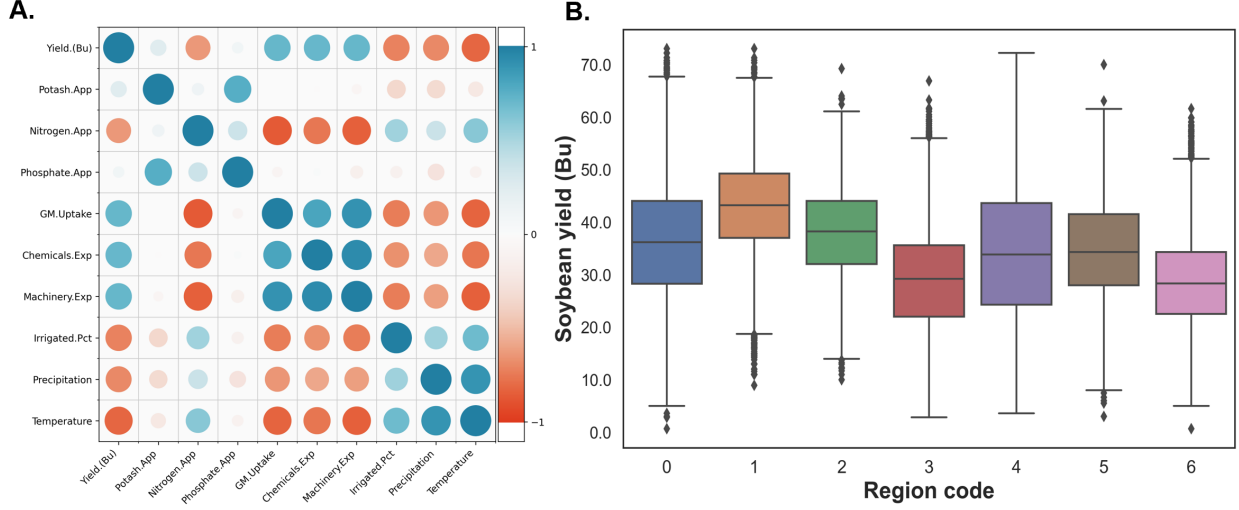 A.
Yield.(Bu)
Potash.App
Nitrogen.App
Phosphate.App
GM.Uptake
Chemicals.Exp
Machinery.Exp
Irrigated.Pct
Precipitation
Temperature
Yield.(Bu)
Potash.App
Nitrogen.App
Phosphate.App
GM.Uptake
Chemicals.Exp
Machinery.Exp
Irrigated.Pct
Precipitation
Temperature
1
0
−1
B.
Soybean yield (Bu)
70.0
60.0
50.0
40.0
30.0
20.0
10.0
0.0
0 1 2 3 4 5 6
Region code